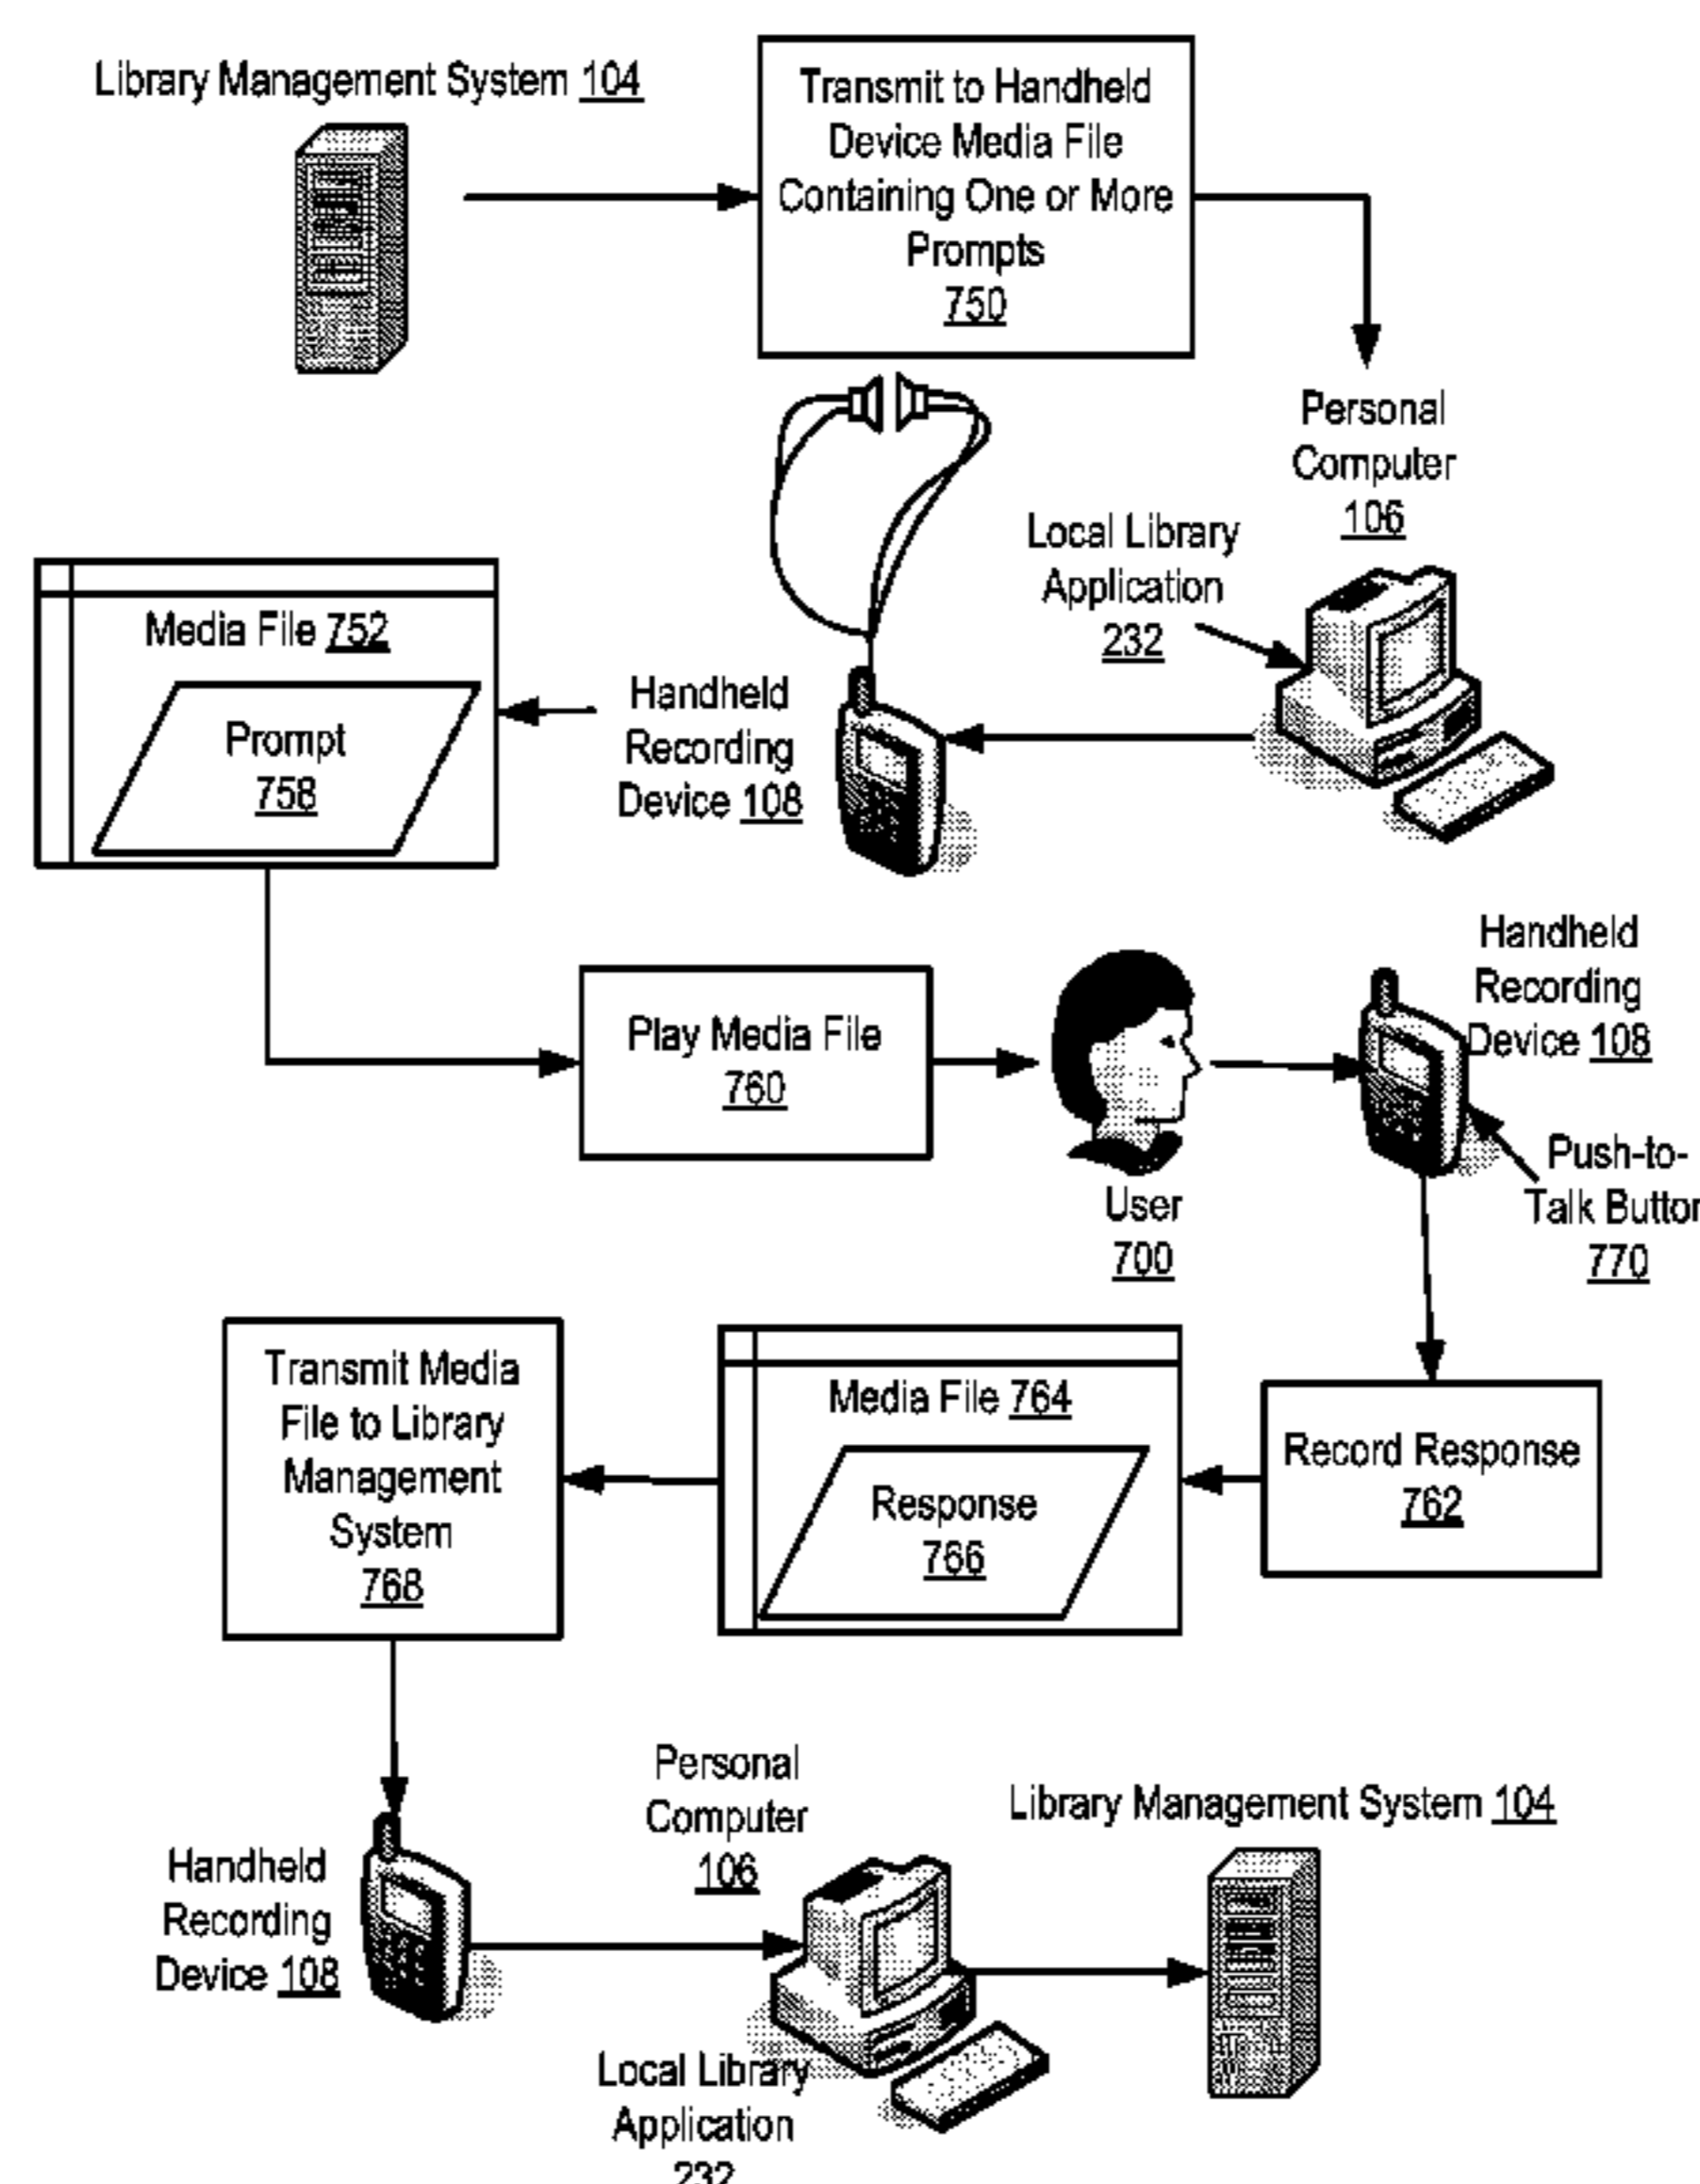 Library Management System 104
Transmit to Handheld
Device Media File
Containing One or More
Prompts
750
Personal
Computer
106
Local Library
Application
232
Media File 752
Prompt
758
Handheld
Recording
Device 108
Play Media File
760
User
700
Handheld
Recording
Device 108
Push-to-
Talk Button
770
Transmit Media
File to Library
Management
System
768
Media File 764
Response
766
Record Response
762
Handheld
Recording
Device 108
Personal
Computer
106
Local Library
Application
232
Library Management System 104